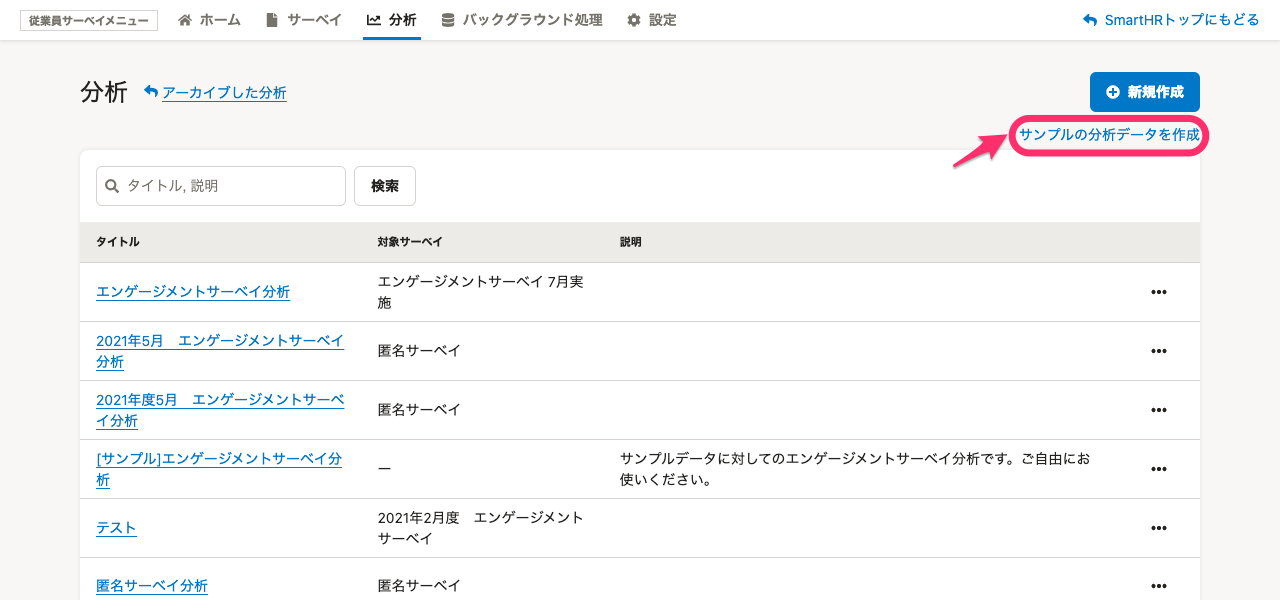 従業員サーベイメニュー ホーム サーベイ 分析 バックグラウンド処理 設定 SmartHRトップにもどる
分析 アーカイブした分析 新規作成
サンプルの分析データを作成
タイトル, 説明 検索
タイトル 対象サーベイ 説明
エンゲージメントサーベイ分析
エンゲージメントサーベイ 7月実
施
2021年5月　エンゲージメントサーベイ
分析
匿名サーベイ
2021年度5月　エンゲージメントサーベ
イ分析
匿名サーベイ
[サンプル]エンゲージメントサーベイ分
析
—
サンプルデータに対してのエンゲージメントサーベイ分析です。ご自由にお
使いください。
テスト
2021年2月度　エンゲージメント
サーベイ
匿名サーベイ分析 匿名サーベイ